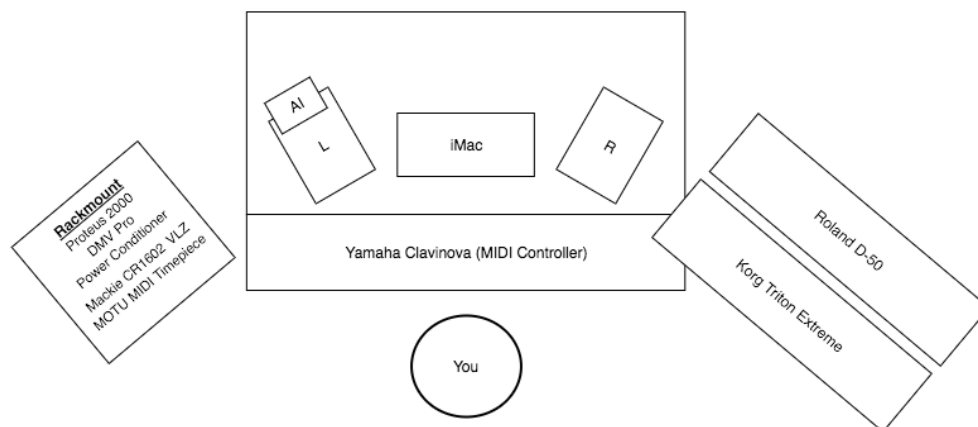 AI
L
iMac
R
Rackmount
Proteus 2000
DMV Pro
Power Conditioner
Mackie CR1602 VLZ
MOTU MIDI Timepiece
Yamaha Clavinova (MIDI Controller)
Roland D-50
Korg Triton Extreme
You